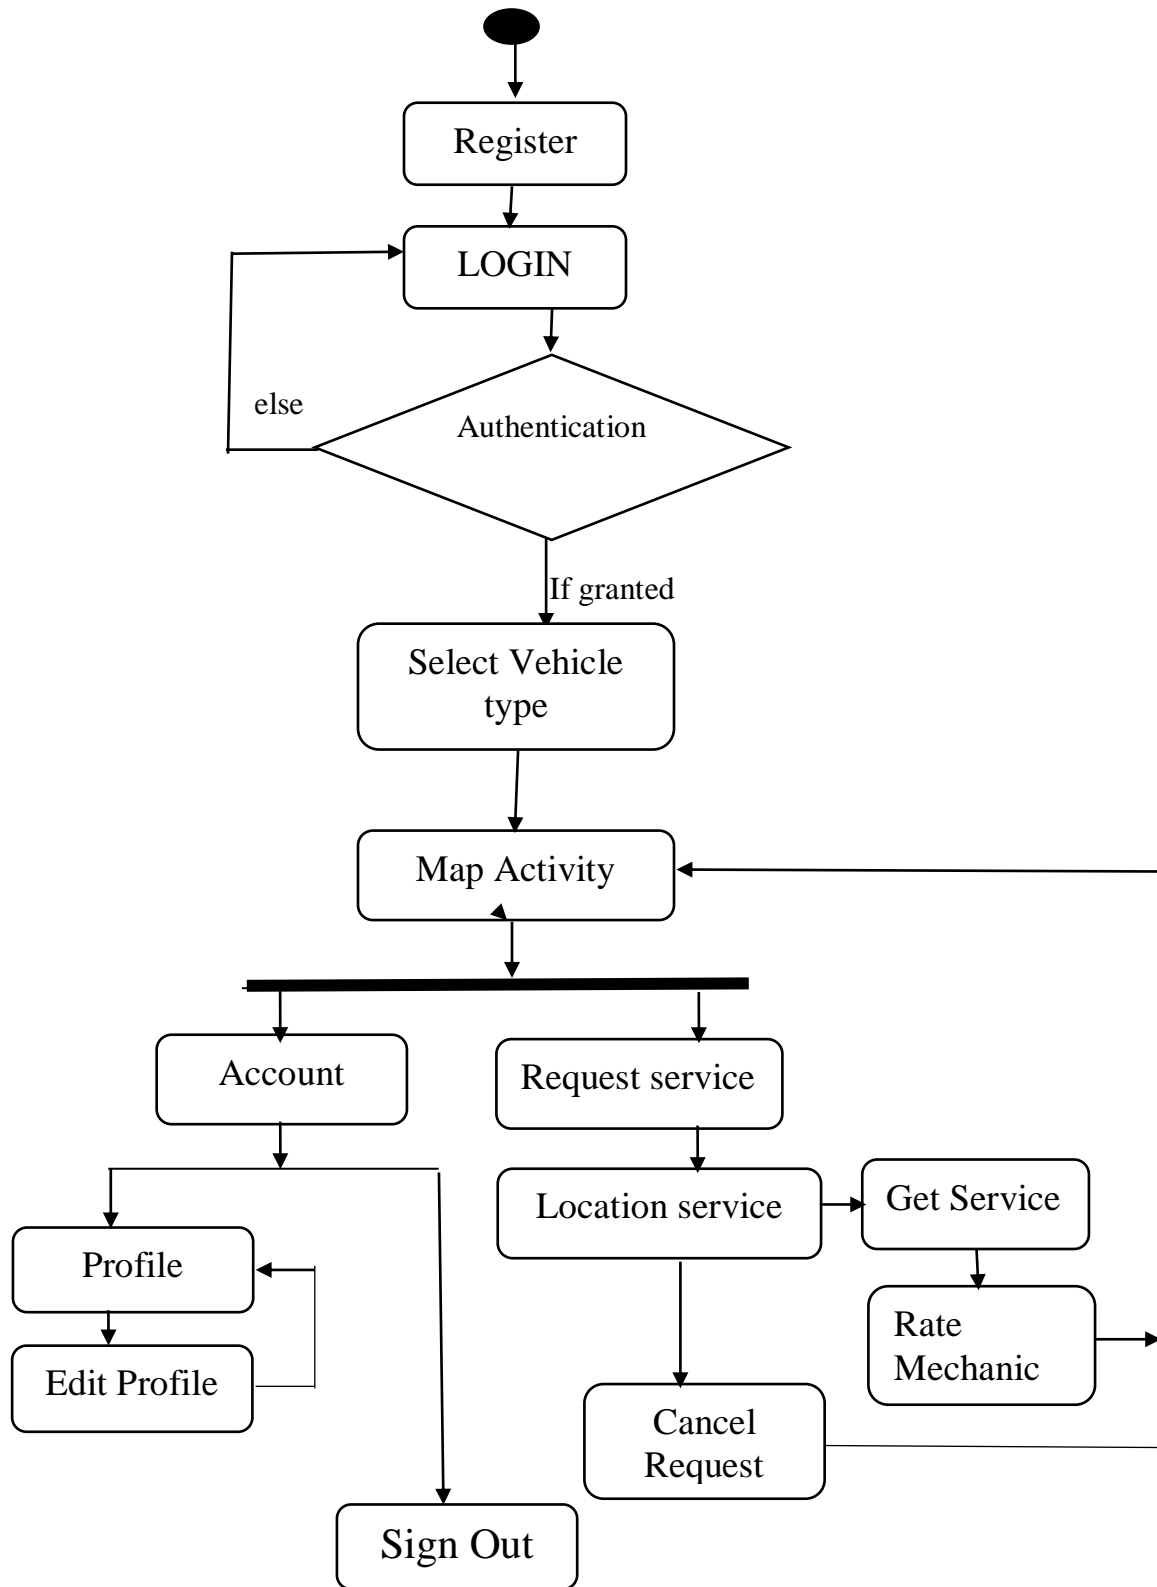 Register
LOGIN
else
Authentication
If granted
Select Vehicle
type
Map Activity
Account
Request service
Location service
Get Service
Profile
Rate
Mechanic
Edit Profile
Cancel
Request
Sign Out